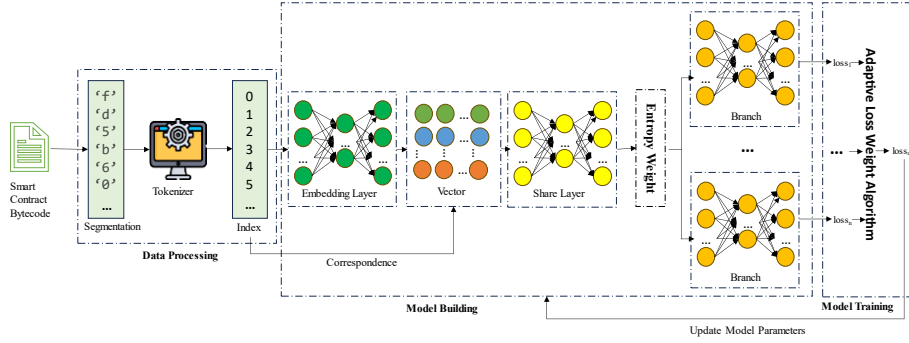 Smart
Contract
Bytecode
‘f’
‘d’
‘5’
‘b’
‘6’
‘0’
...
Segmentation
Tokenizer
0
1
2
3
4
5
...
Index
Data Processing
Correspondence
...
Embedding Layer
...
...
...
Vector
...
Share Layer
Entropy Weight
...
Branch
...
...
Branch
Model Building
loss₁
...
lossₙ
Adaptive Loss Weight Algorithm
Model Training
Update Model Parameters